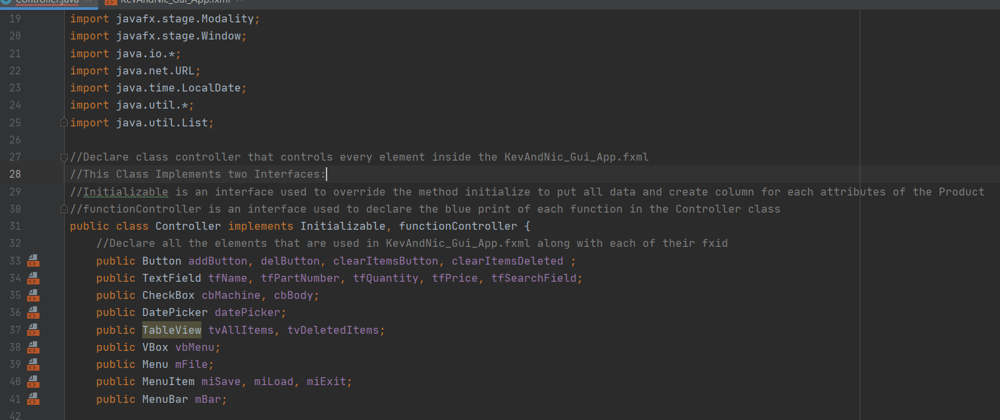 Controller.java KevAndNic_Gui_App.fxml
19 import javafx.stage.Modality;
20 import javafx.stage.Window;
21 import java.io.*;
22 import java.net.URL;
23 import java.time.LocalDate;
24 import java.util.*;
25 import java.util.List;
26
27 //Declare class controller that controls every element inside the KevAndNic_Gui_App.fxml
28 //This Class Implements two Interfaces:
29 //Initializable is an interface used to override the method initialize to put all data and create column for each attributes of the Product
30 //functionController is an interface used to declare the blue print of each function in the Controller class
31 public class Controller implements Initializable, functionController {
32 //Declare all the elements that are used in KevAndNic_Gui_App.fxml along with each of their fxid
33 public Button addButton, delButton, clearItemsButton, clearItemsDeleted ;
34 public TextField tfName, tfPartNumber, tfQuantity, tfPrice, tfSearchField;
35 public CheckBox cbMachine, cbBody;
36 public DatePicker datePicker;
37 public TableView tvAllItems, tvDeletedItems;
38 public VBox vbMenu;
39 public Menu mFile;
40 public MenuItem miSave, miLoad, miExit;
41 public MenuBar mBar;
42